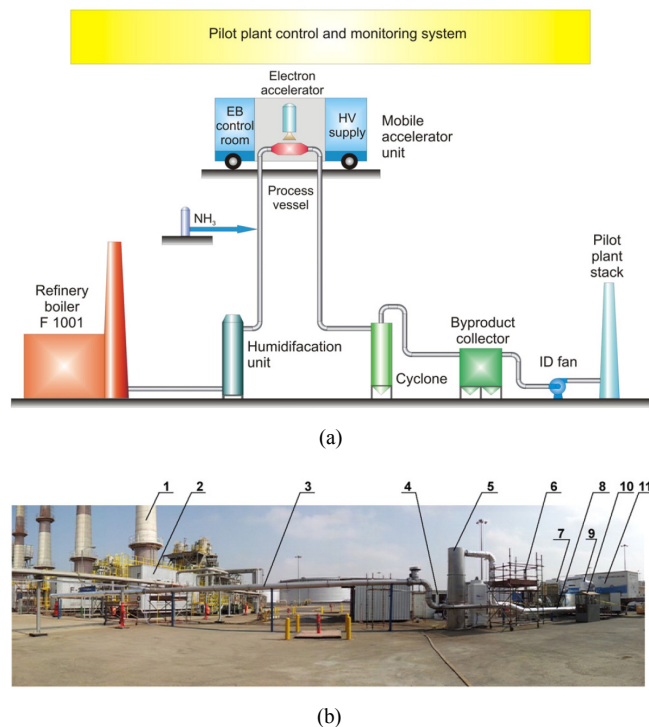 Pilot plant control and monitoring system
Electron
accelerator
EB
control
room
HV
supply
Mobile
accelerator
unit
Process
vessel
NH3
Pilot
plant
stack
Refinery
boiler
F 1001
Humidifacation
unit
Byproduct
collector
ID fan
Cyclone
(a)
1 2 3 4 5 6 7 8 9 10 11
(b)